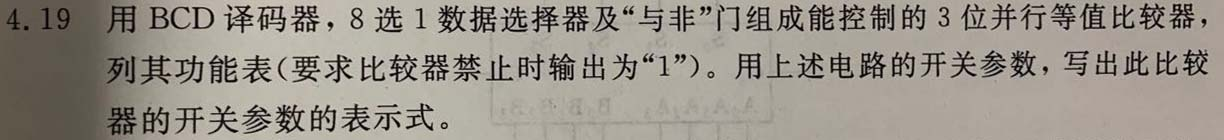 4.19 用 BCD 译码器，8 选 1 数据选择器及“与非”门组成能控制的 3 位并行等值比较器，
列其功能表(要求比较器禁止时输出为“1”)。用上述电路的开关参数，写出此比较
器的开关参数的表示式。